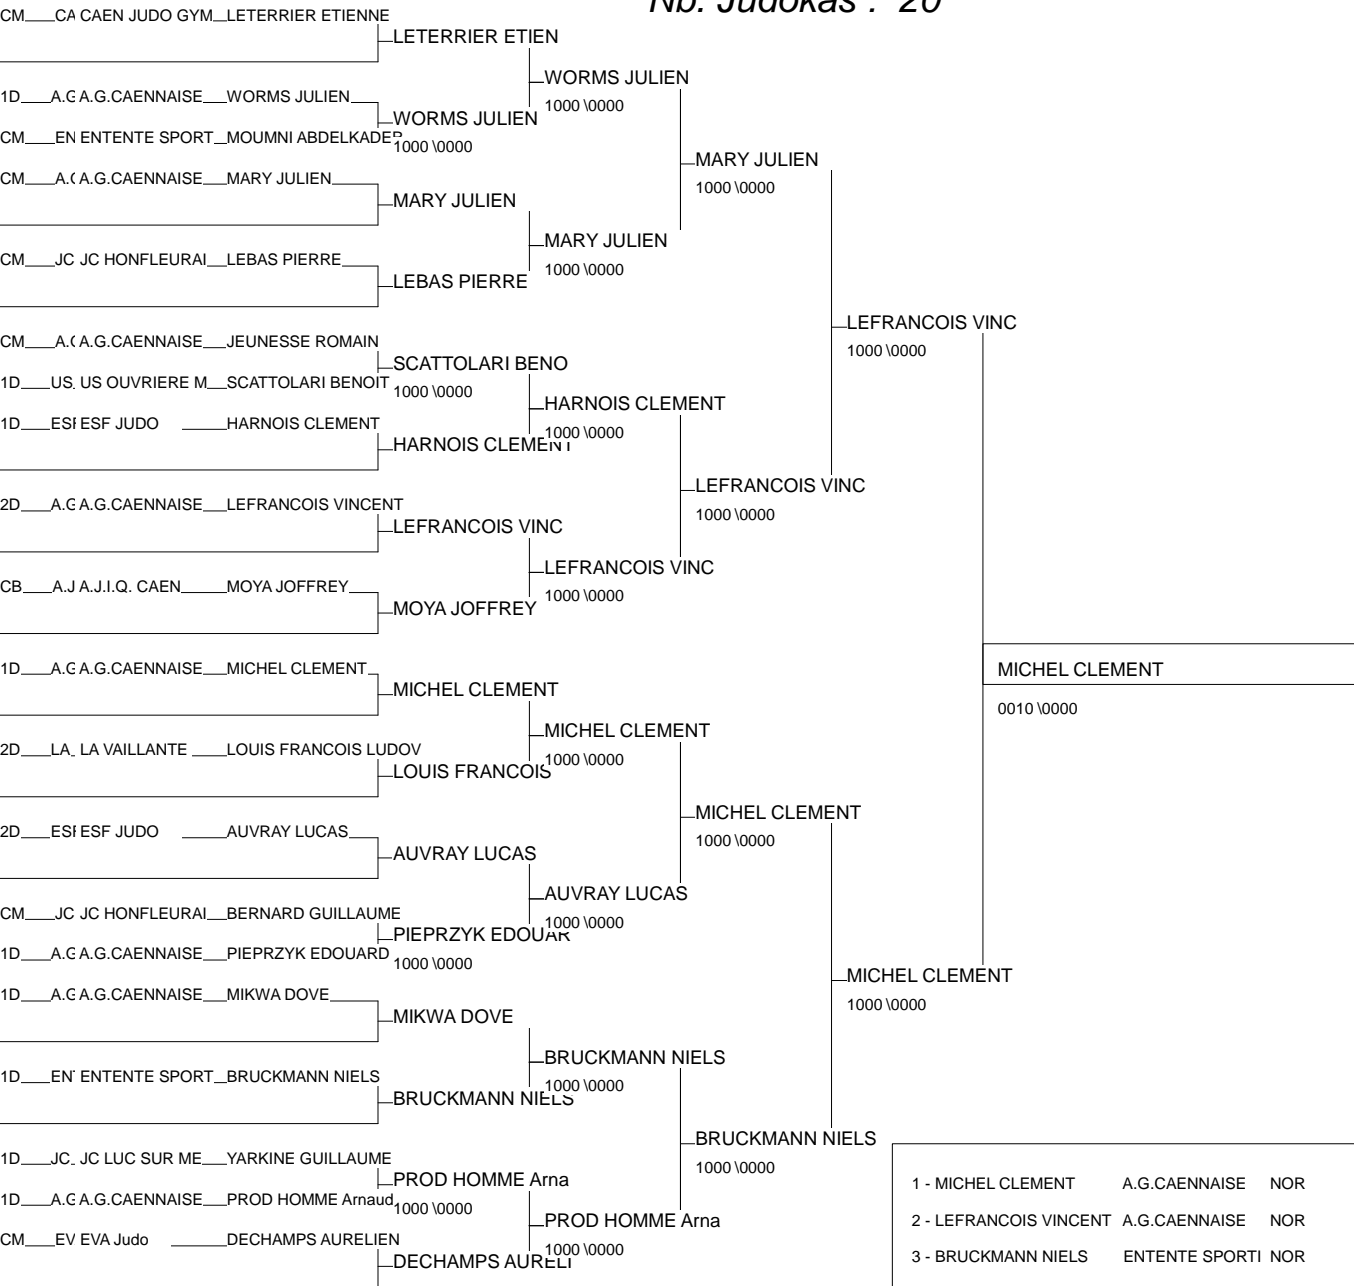 Nb. Judokas : 20
CM CA CAEN JUDO GYM LETERRIER ETIENNE
LETERRIER ETIEN
WORMS JULIEN
1000 \0000
1D A.G A.G.CAENNAISE WORMS JULIEN
WORMS JULIEN
1000 \0000
CM EN ENTENTE SPORT MOUMNI ABDELKADER
MARY JULIEN
1000 \0000
CM A.( A.G.CAENNAISE MARY JULIEN
MARY JULIEN
MARY JULIEN
1000 \0000
CM JC JC HONFLEURAI LEBAS PIERRE
LEBAS PIERRE
LEFRANCOIS VINC
1000 \0000
CM A.( A.G.CAENNAISE JEUNESSE ROMAIN
SCATTOLARI BENO
1000 \0000
1D US US OUVRIERE M SCATTOLARI BENOIT
HARNOIS CLEMENT
1000 \0000
1D ESF ESF JUDO HARNOIS CLEMENT
HARNOIS CLEMENT
LEFRANCOIS VINC
1000 \0000
2D A.G A.G.CAENNAISE LEFRANCOIS VINCENT
LEFRANCOIS VINC
LEFRANCOIS VINC
1000 \0000
CB A.J A.J.I.Q. CAEN MOYA JOFFREY
MOYA JOFFREY
MICHEL CLEMENT
0010 \0000
1D A.G A.G.CAENNAISE MICHEL CLEMENT
MICHEL CLEMENT
MICHEL CLEMENT
1000 \0000
2D LA LA VAILLANTE LOUIS FRANCOIS LUDOV
LOUIS FRANCOIS
MICHEL CLEMENT
1000 \0000
2D ESF ESF JUDO AUVRAY LUCAS
AUVRAY LUCAS
AUVRAY LUCAS
1000 \0000
CM JC JC HONFLEURAI BERNARD GUILLAUME
PIEPRZYK EDOUAR
1000 \0000
1D A.G A.G.CAENNAISE PIEPRZYK EDOUARD
MICHEL CLEMENT
1000 \0000
1D A.G A.G.CAENNAISE MIKWA DOVE
MIKWA DOVE
BRUCKMANN NIELS
1000 \0000
1D EN ENTENTE SPORT BRUCKMANN NIELS
BRUCKMANN NIELS
BRUCKMANN NIELS
1000 \0000
1D JC JC LUC SUR ME YARKINE GUILLAUME
PROD HOMME Arna
1000 \0000
1D A.G A.G.CAENNAISE PROD HOMME Arnaud
PROD HOMME Arna
1000 \0000
CM EV EVA Judo DECHAMPS AURELIEN
DECHAMPS AURELI
1 - MICHEL CLEMENT A.G.CAENNAISE NOR
2 - LEFRANCOIS VINCENT A.G.CAENNAISE NOR
3 - BRUCKMANN NIELS ENTENTE SPORTI NOR